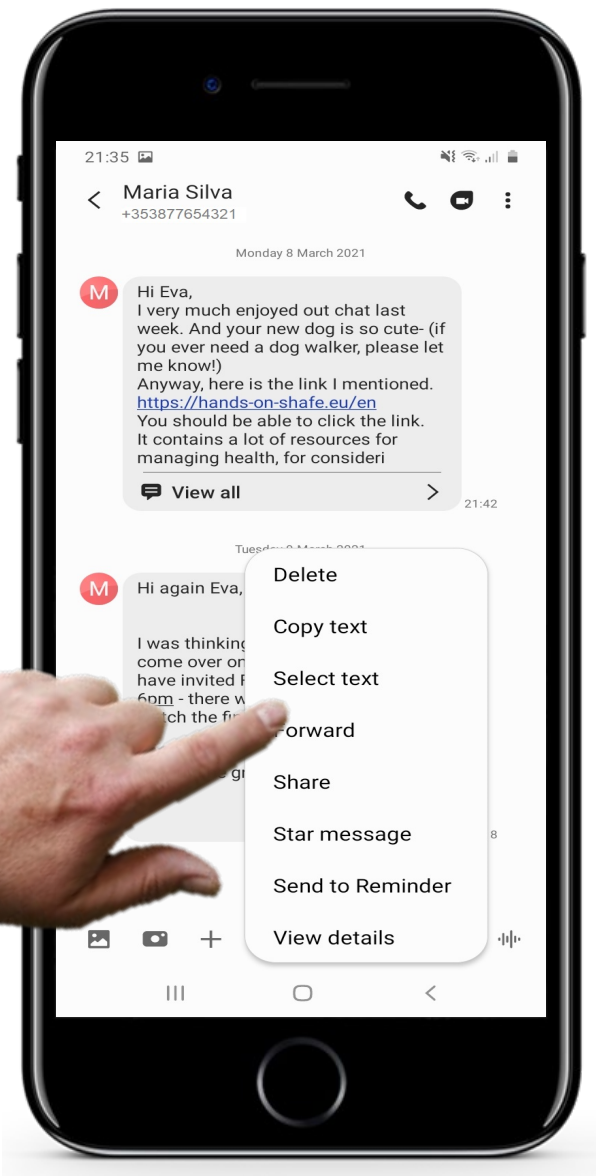 21:35
Maria Silva
+353877654321
Monday 8 March 2021
M
Hi Eva,
I very much enjoyed out chat last
week. And your new dog is so cute- (if
you ever need a dog walker, please let
me know!)
Anyway, here is the link I mentioned.
https://hands-on-shafe.eu/en
You should be able to click the link.
It contains a lot of resources for
managing health, for consideri
View all
21:42
M
Hi again Eva,
I was thinking
come over on
have invited
6pm - there
the
Delete
Copy text
Select text
Forward
Share
Star message
Send to Reminder
View details
8